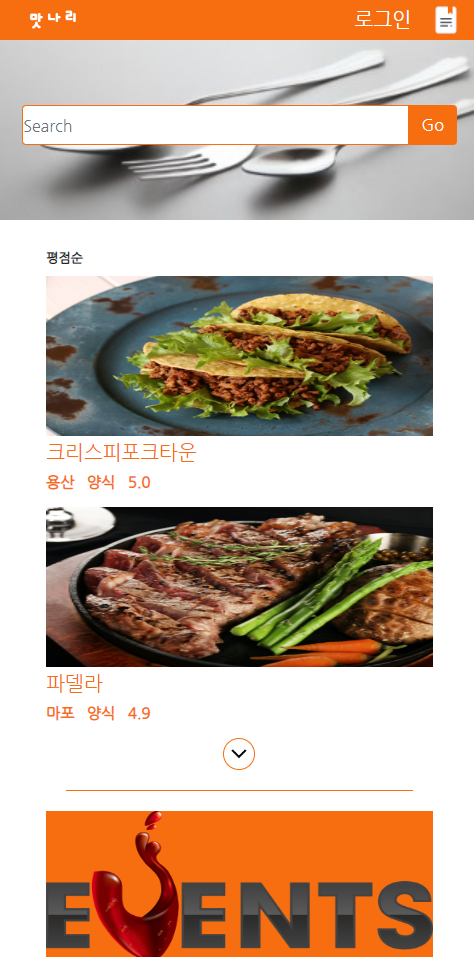 맛나리
로그인
Search Go
평점순
크리스피포크타운
용산 양식 5.0
파델라
마포 양식 4.9
EVENTS